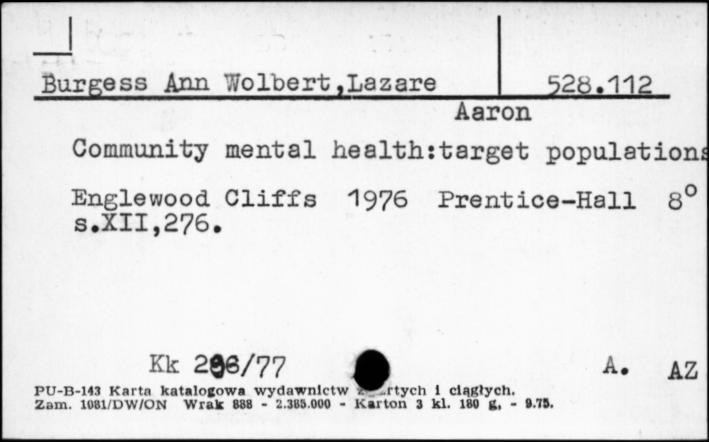 Burgess Ann Wolbert,Lazare 528.112
Aaron
Community mental health:target populations
Englewood Cliffs 1976 Prentice-Hall 8°
s.XII,276.
Kk 286/77 A. AZ
PU-B-143 Karta katalogowa wydawnictw i ciągłych.
Zam. 1081/DW/ON Wrak 888 - 2.385.000 - Karton 3 kl. 180 g, - 9.75.